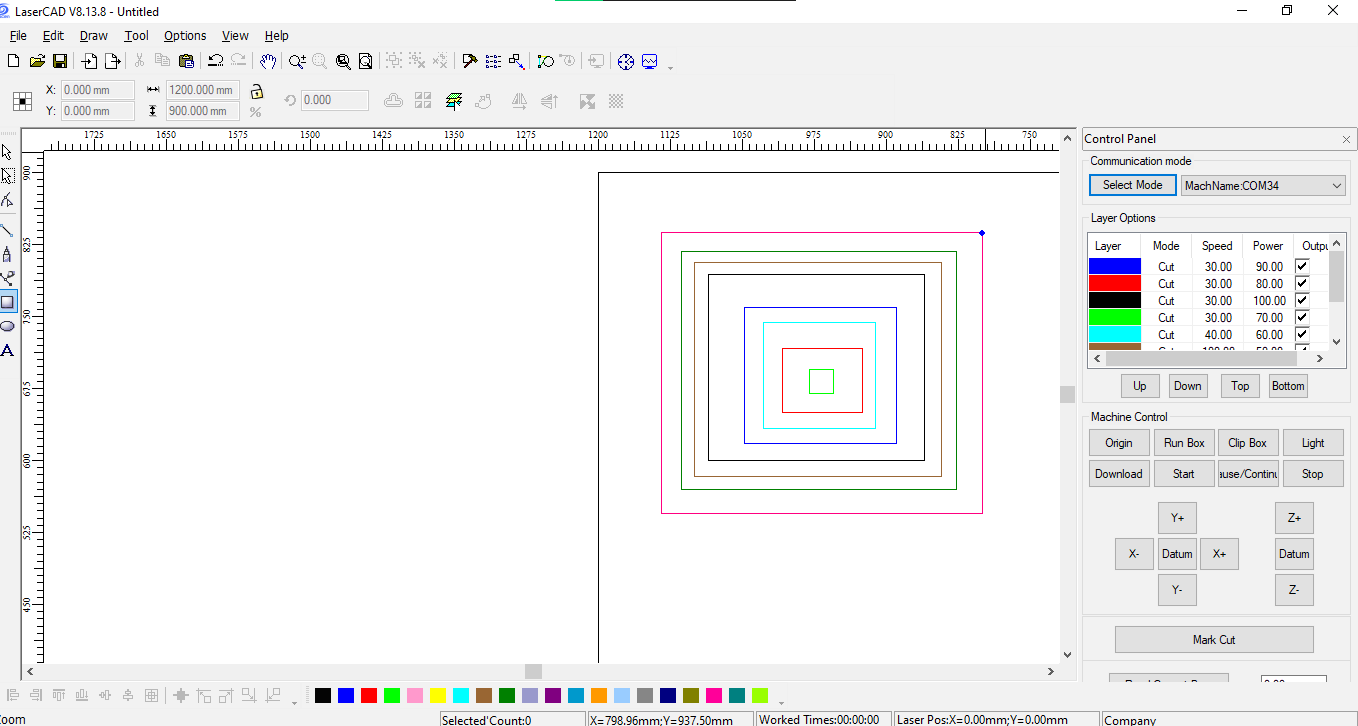 LaserCAD V8.13.8 - Untitled
File Edit Draw Tool Options View Help
X: 0.000 mm 1200.000 mm 0.000
Y: 0.000 mm 900.000 mm %
1725 1650 1575 1500 1425 1350 1275 1200 1125 1050 975 900 825 750
900
825
750
675
600
525
450
A
Control Panel
Communication mode
Select Mode MachName:COM34
Layer Options
Layer Mode Speed Power Outpu
Cut 30.00 90.00
Cut 30.00 80.00
Cut 30.00 100.00
Cut 30.00 70.00
Cut 40.00 60.00
Up Down Top Bottom
Machine Control
Origin Run Box Clip Box Light
Download Start ause/Continu Stop
Y+ Z+
X- Datum X+ Datum
Y- Z-
Mark Cut
Zoom Selected'Count:0 X=798.96mm;Y=937.50mm Worked Times:00:00:00 Laser Pos:X=0.00mm;Y=0.00mm Company